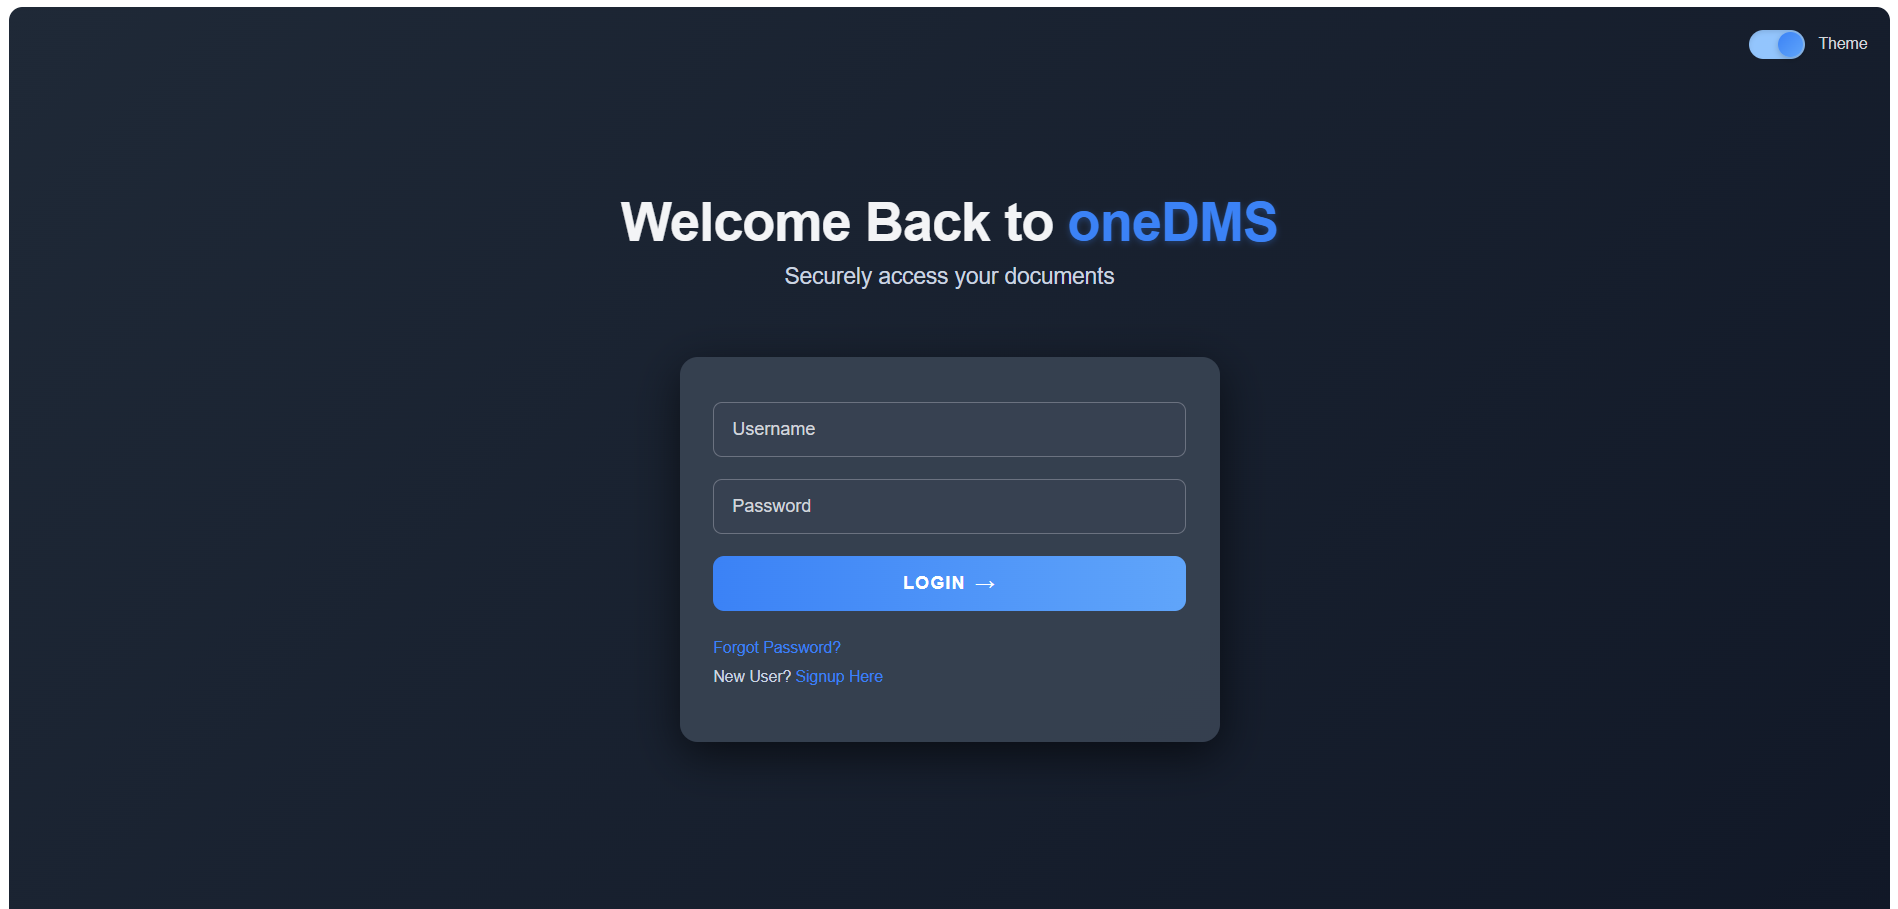 Theme
Welcome Back to oneDMS
Securely access your documents
Username
Password
LOGIN →
Forgot Password?
New User? Signup Here